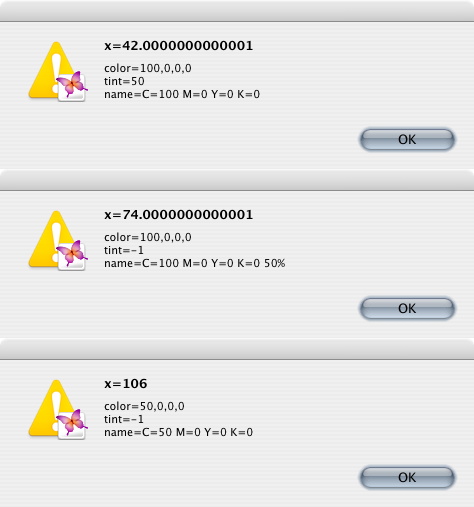 x=42.0000000000001
color=100,0,0,0
tint=50
name=C=100 M=0 Y=0 K=0
OK
x=74.0000000000001
color=100,0,0,0
tint=-1
name=C=100 M=0 Y=0 K=0 50%
OK
x=106
color=50,0,0,0
tint=-1
name=C=50 M=0 Y=0 K=0
OK